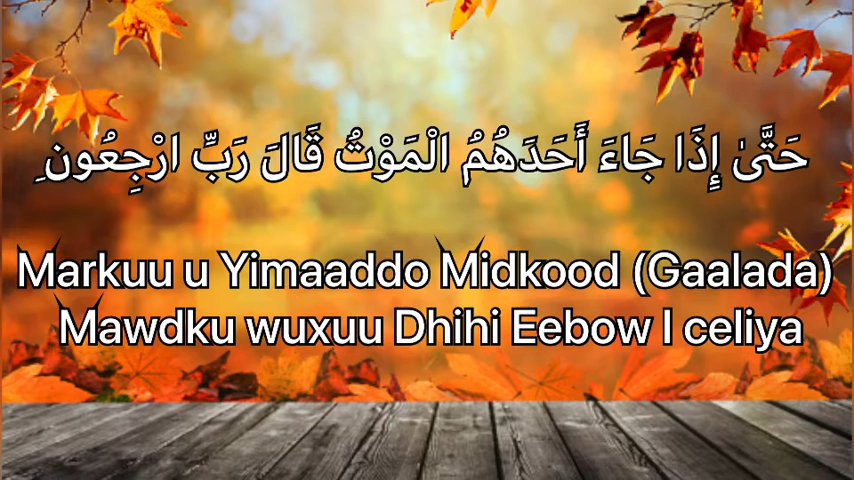 حَتَّىٰ إِذَا جَاءَ أَحَدَهُمُ الْمَوْتُ قَالَ رَبِّ ارْجِعُونِ
Markuu u Yimaaddo Midkood (Gaalada)
Mawdku wuxuu Dhihi Eebow I celiya